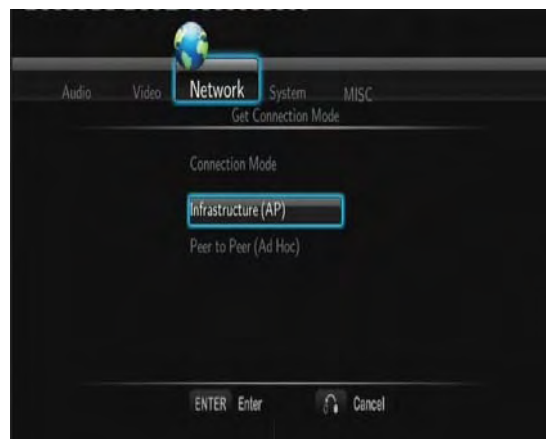 Audio Video Network System MISC
Get Connection Mode
Connection Mode
Infrastructure (AP)
Peer to Peer (Ad Hoc)
ENTER Enter Cancel